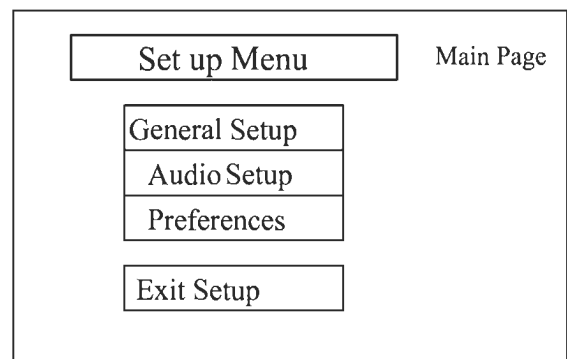 Set up Menu Main Page
General Setup
Audio Setup
Preferences
Exit Setup